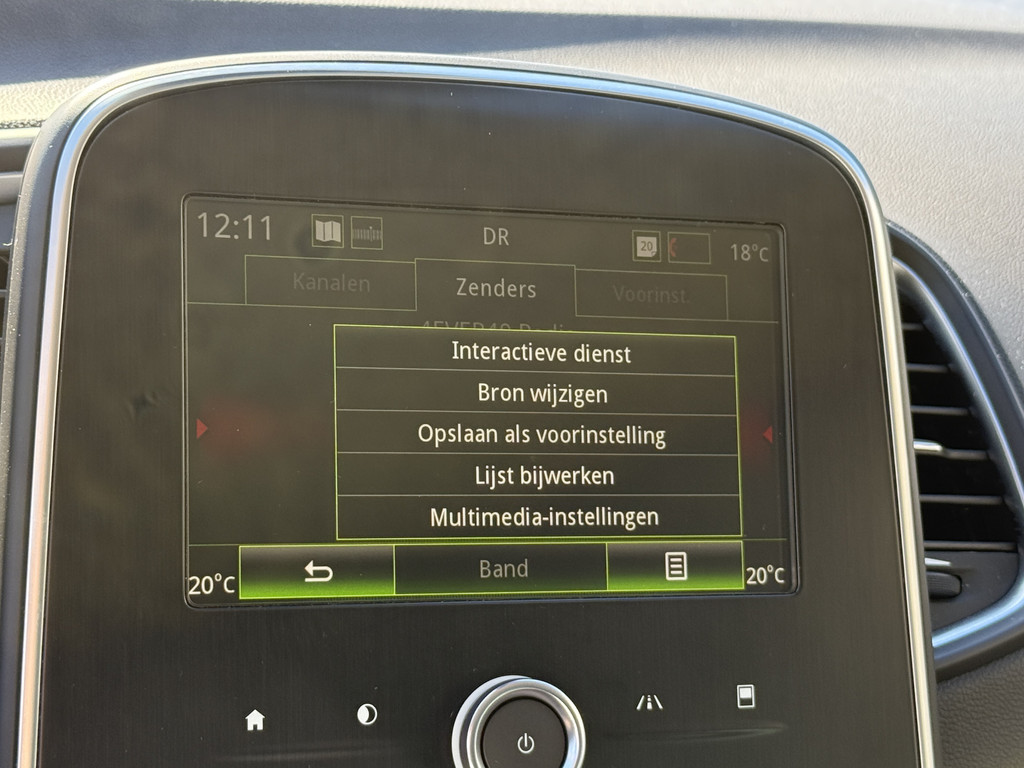 12:11
DR
20
18°C
Kanalen
Zenders
Voorinst.
Interactieve dienst
Bron wijzigen
Opslaan als voorinstelling
Lijst bijwerken
Multimedia-instellingen
20°C
Band
20°C